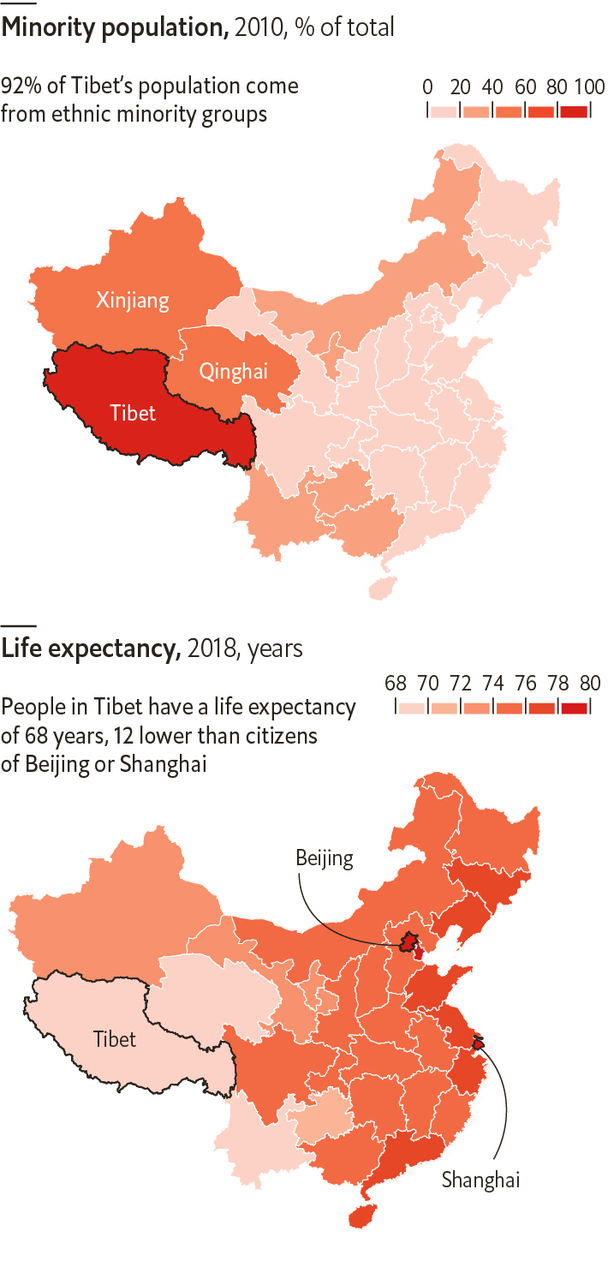 Minority population, 2010, % of total
92% of Tibet's population come
from ethnic minority groups
0 20 40 60 80 100
Xinjiang
Qinghai
Tibet
Life expectancy, 2018, years
68 70 72 74 76 78 80
People in Tibet have a life expectancy
of 68 years, 12 lower than citizens
of Beijing or Shanghai
Beijing
Tibet
Shanghai